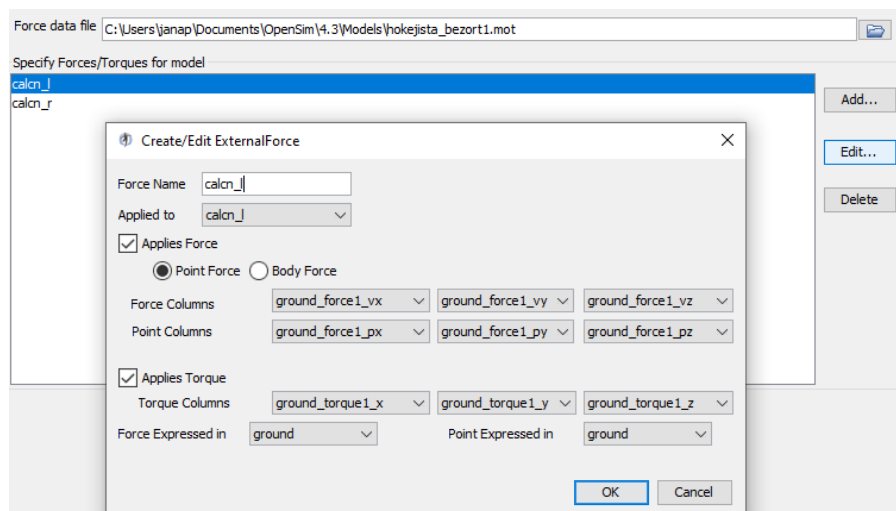 Force data file C:\Users\janap\Documents\OpenSim\4.3\Models\hokejista_bezort1.mot
Specify Forces/Torques for model
calcn_l
calcn_r
Add...
Edit...
Delete
Create/Edit ExternalForce
Force Name calcn_l
Applied to calcn_l
Applies Force
Point Force Body Force
Force Columns ground_force1_vx ground_force1_vy ground_force1_vz
Point Columns ground_force1_px ground_force1_py ground_force1_pz
Applies Torque
Torque Columns ground_torque1_x ground_torque1_y ground_torque1_z
Force Expressed in ground Point Expressed in ground
OK Cancel